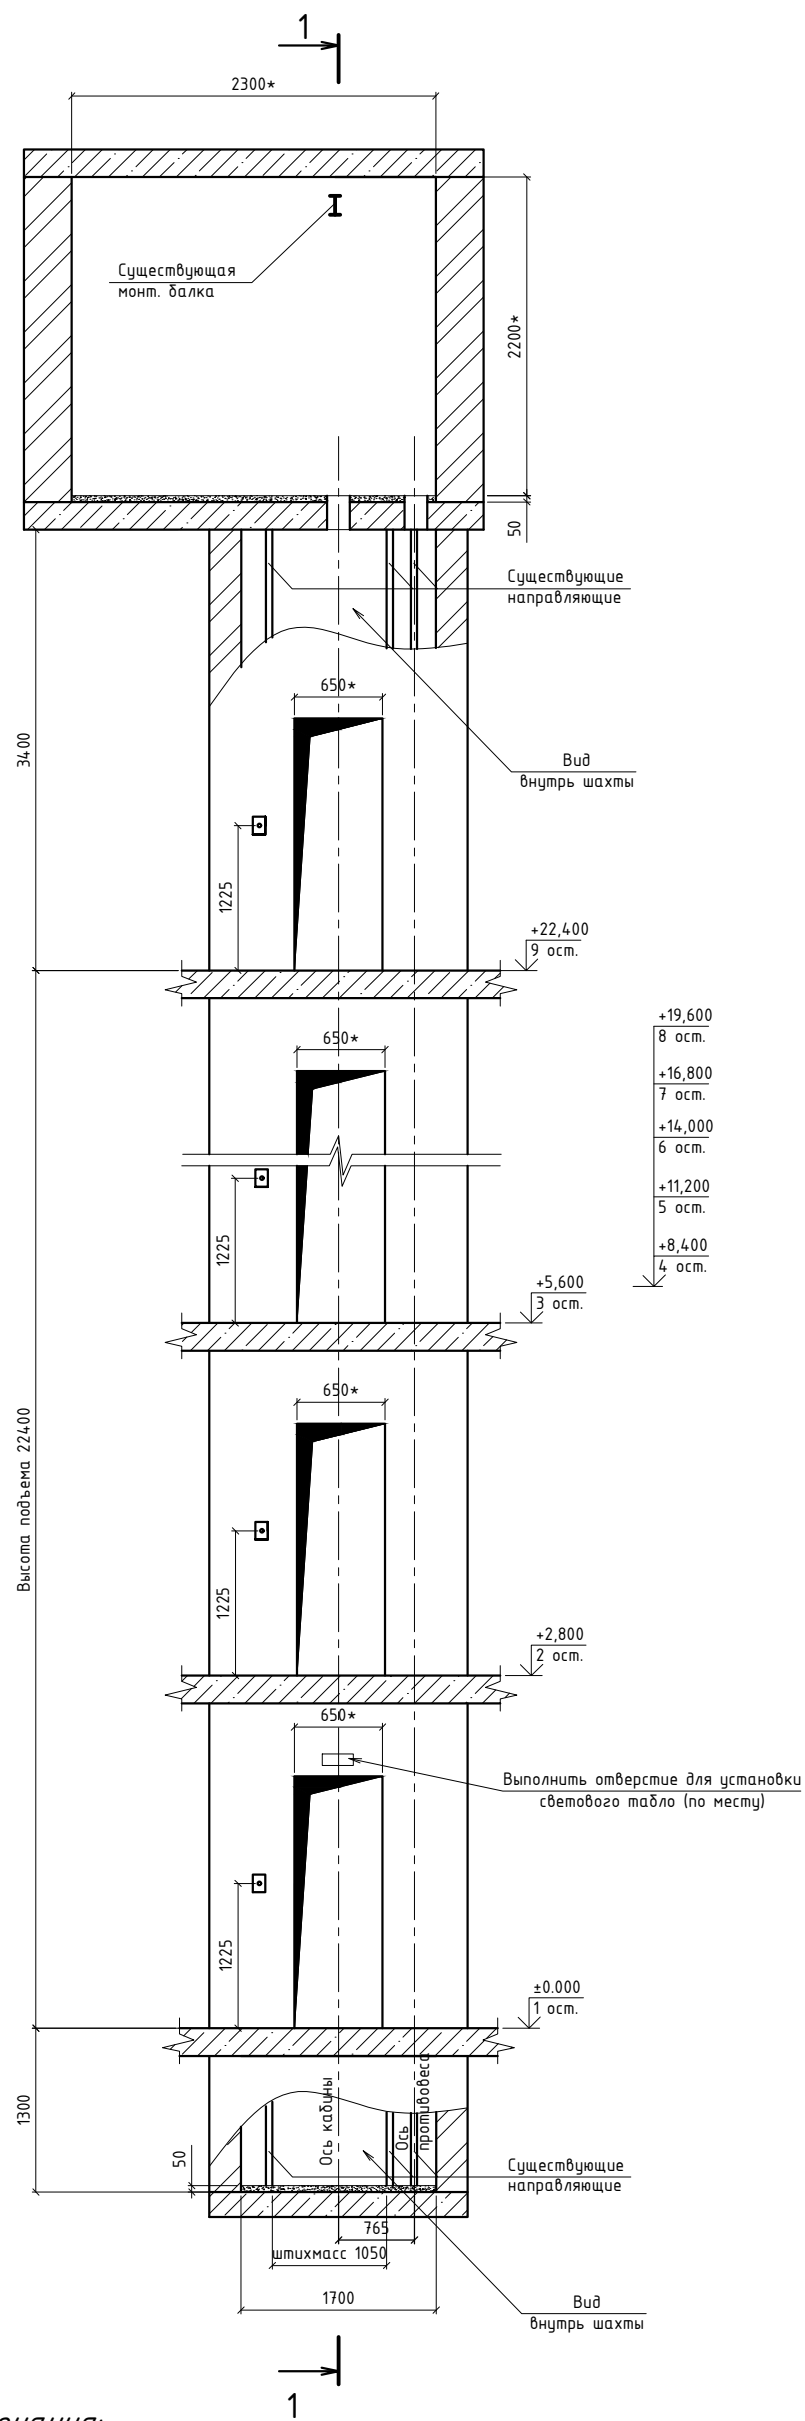 1
2300*
Существующая
монт. балка
2200*
50
Существующие
направляющие
650*
3400
Вид
внутрь шахты
1225
+22,400
9 ост.
+19,600
8 ост.
650*
+16,800
7 ост.
+14,000
6 ост.
+11,200
5 ост.
1225
+8,400
4 ост.
+5,600
3 ост.
650*
Высота подъема 22400
1225
+2,800
2 ост.
650*
Выполнить отверстие для установки
светового табло (по месту)
1225
±0.000
1 ост.
1300
Ось кабины
Ось
противовеса
50
Существующие
направляющие
765
штихмасс 1050
1700
Вид
внутрь шахты
1